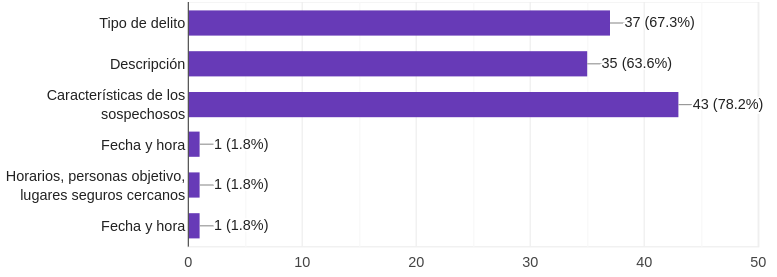 Tipo de delito
37 (67.3%)
Descripción
35 (63.6%)
Características de los
sospechosos
43 (78.2%)
Fecha y hora
1 (1.8%)
Horarios, personas objetivo,
lugares seguros cercanos
1 (1.8%)
Fecha y hora
1 (1.8%)
0 10 20 30 40 50